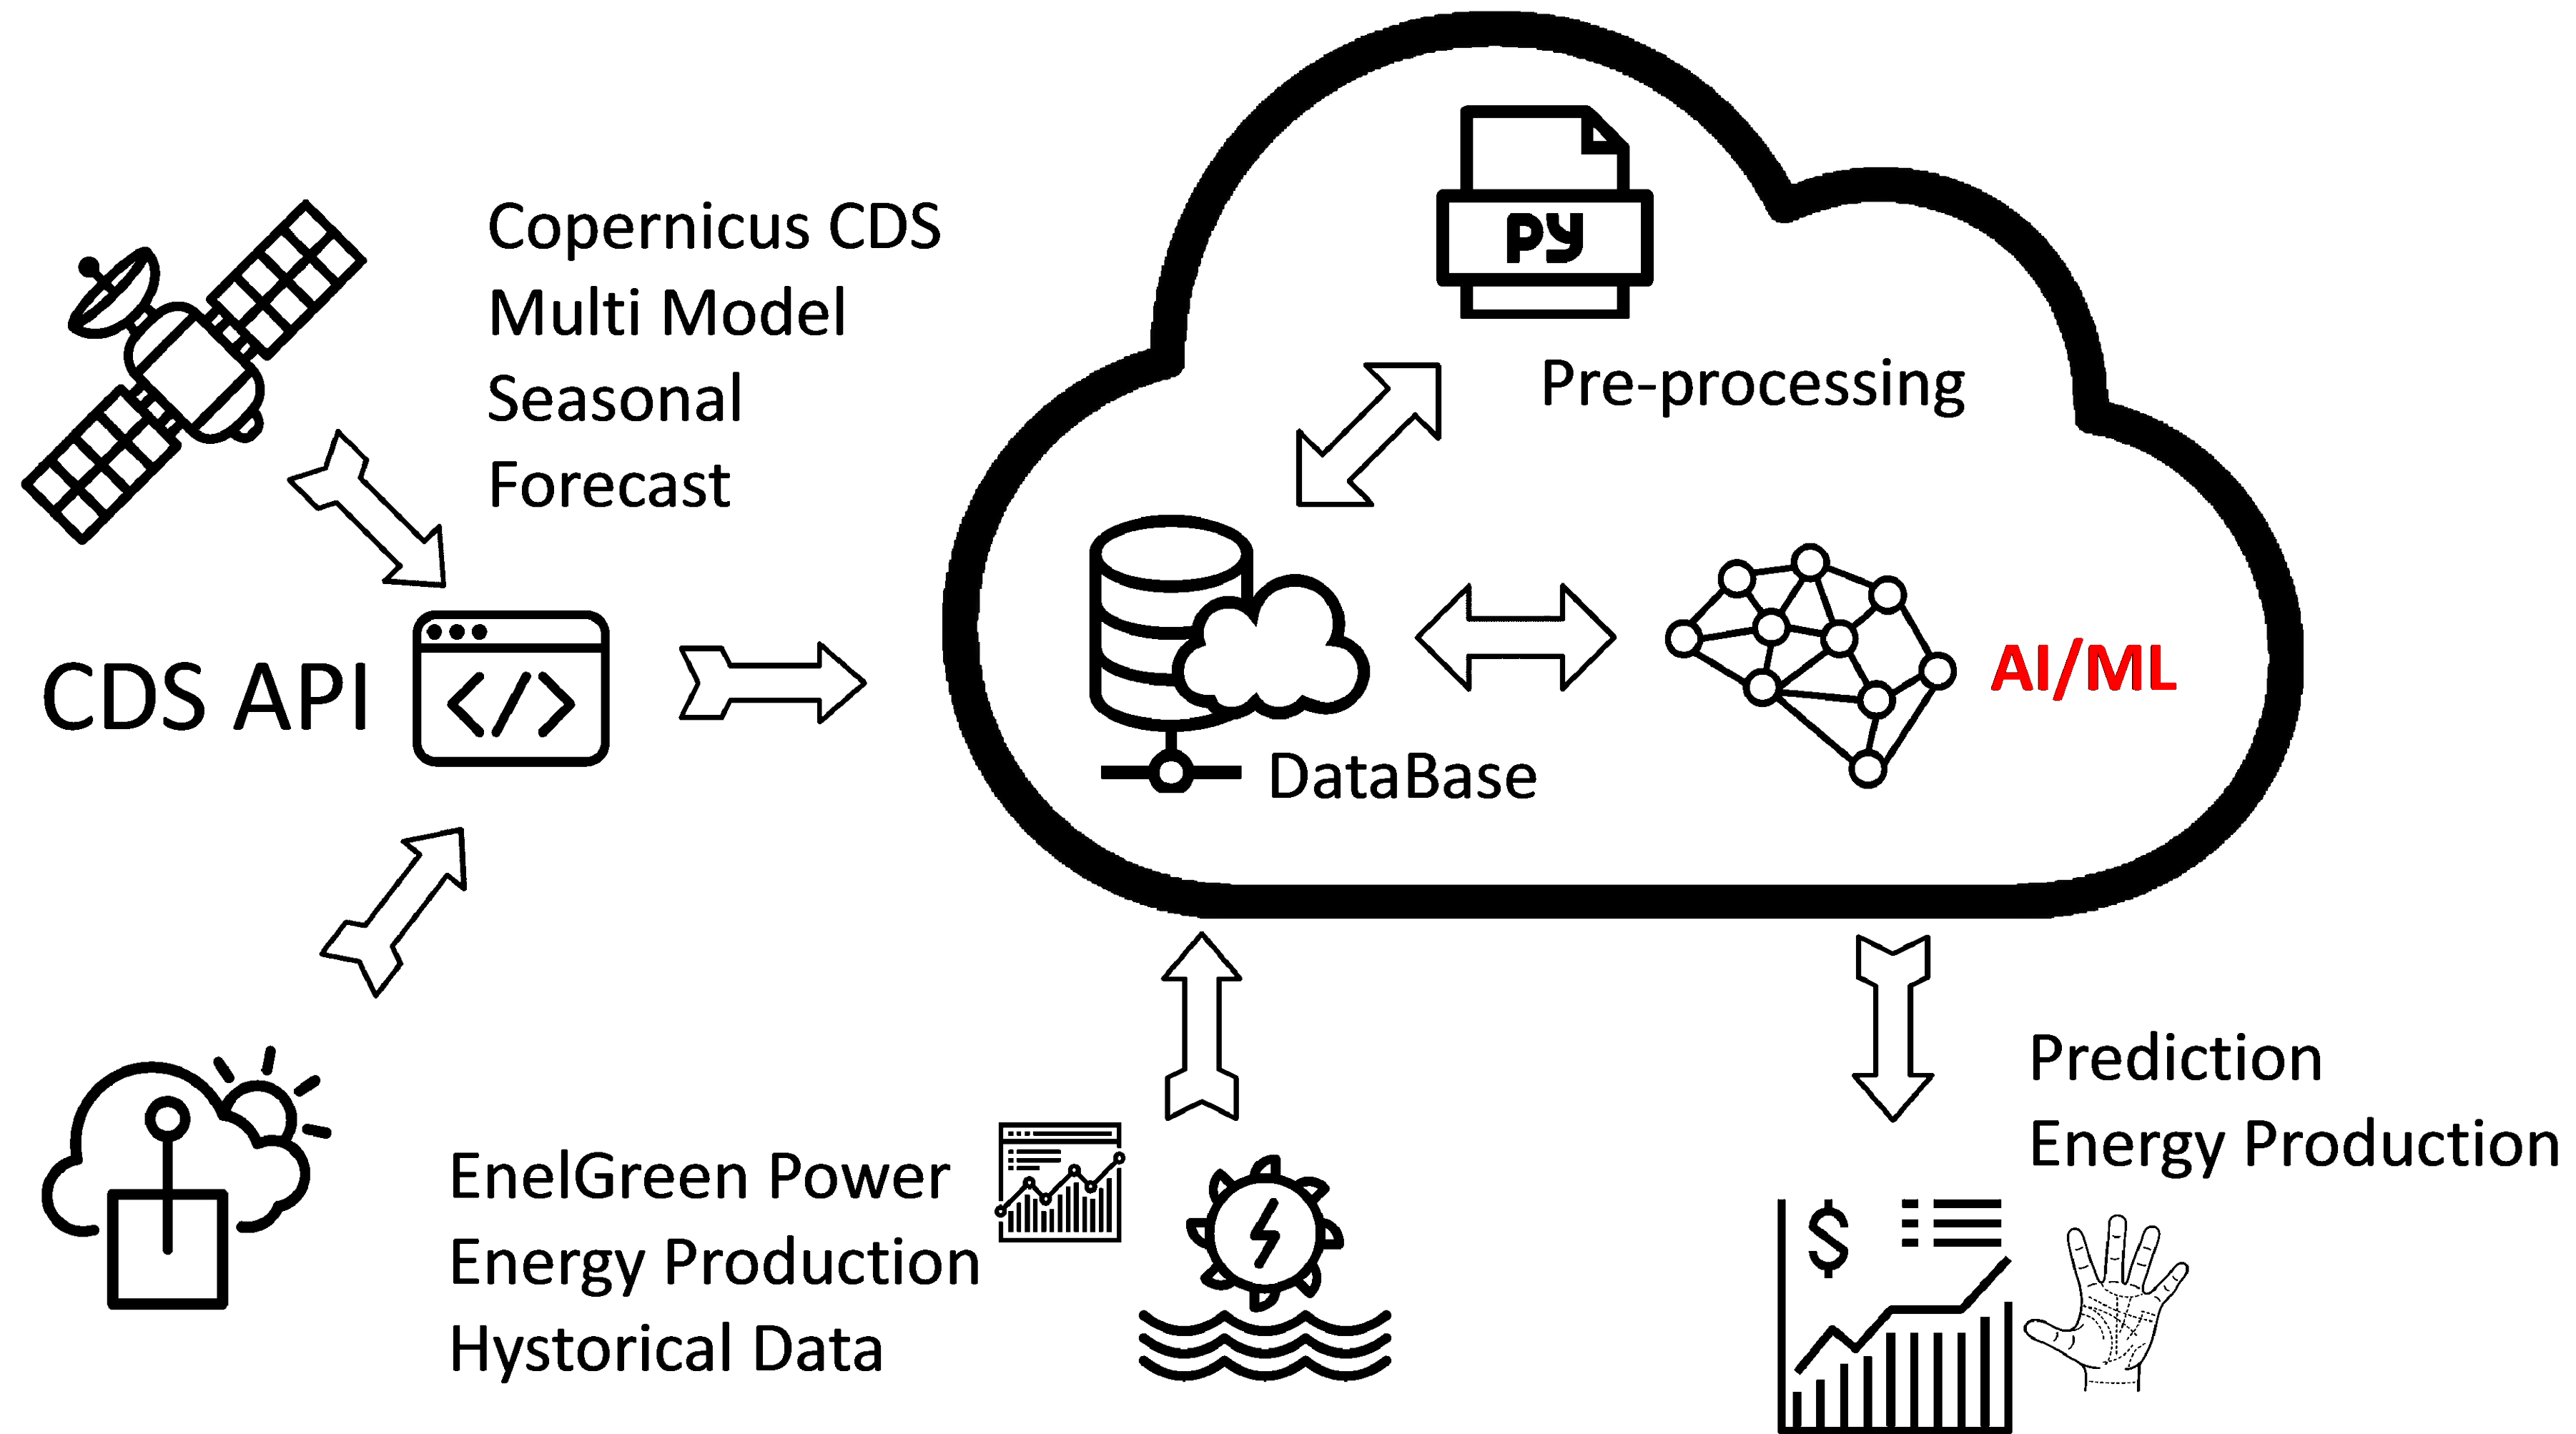 Copernicus CDS
Multi Model
Seasonal
Forecast
CDS API
</>
PY
Pre-processing
DataBase
AI/ML
EnelGreen Power
Energy Production
Hystorical Data
Prediction
Energy Production
$